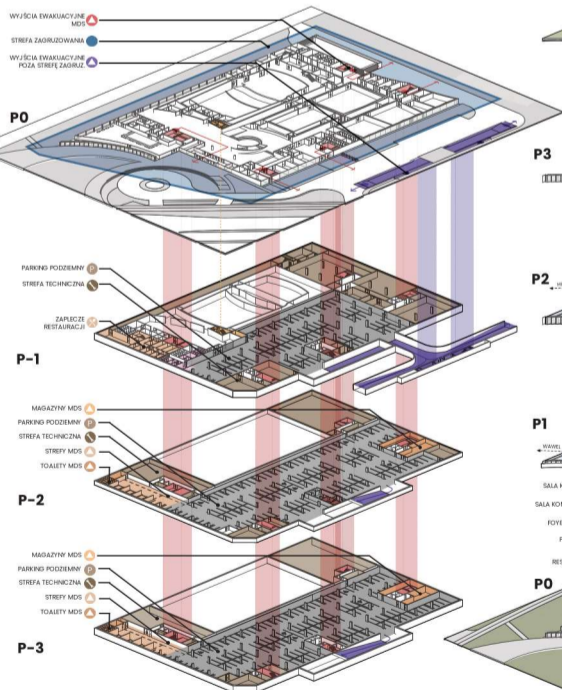 WYJŚCIA EWAKUACYJNE
MDS
STREFA ZAGRUZOWANIA
WYJŚCIA EWAKUACYJNE
POZA STREFĘ ZAGRUZ.
P0
PARKING PODZIEMNY P
STREFA TECHNICZNA
ZAPLECZE
RESTAURACJI
P-1
MAGAZYNY MDS
PARKING PODZIEMNY P
STREFA TECHNICZNA
STREFY MDS
TOALETY MDS
P-2
MAGAZYNY MDS
PARKING PODZIEMNY P
STREFA TECHNICZNA
STREFY MDS
TOALETY MDS
P-3
P3
P2
P1
WAWEL
SALA K
SALA KON
FOYE
P
RES
P0